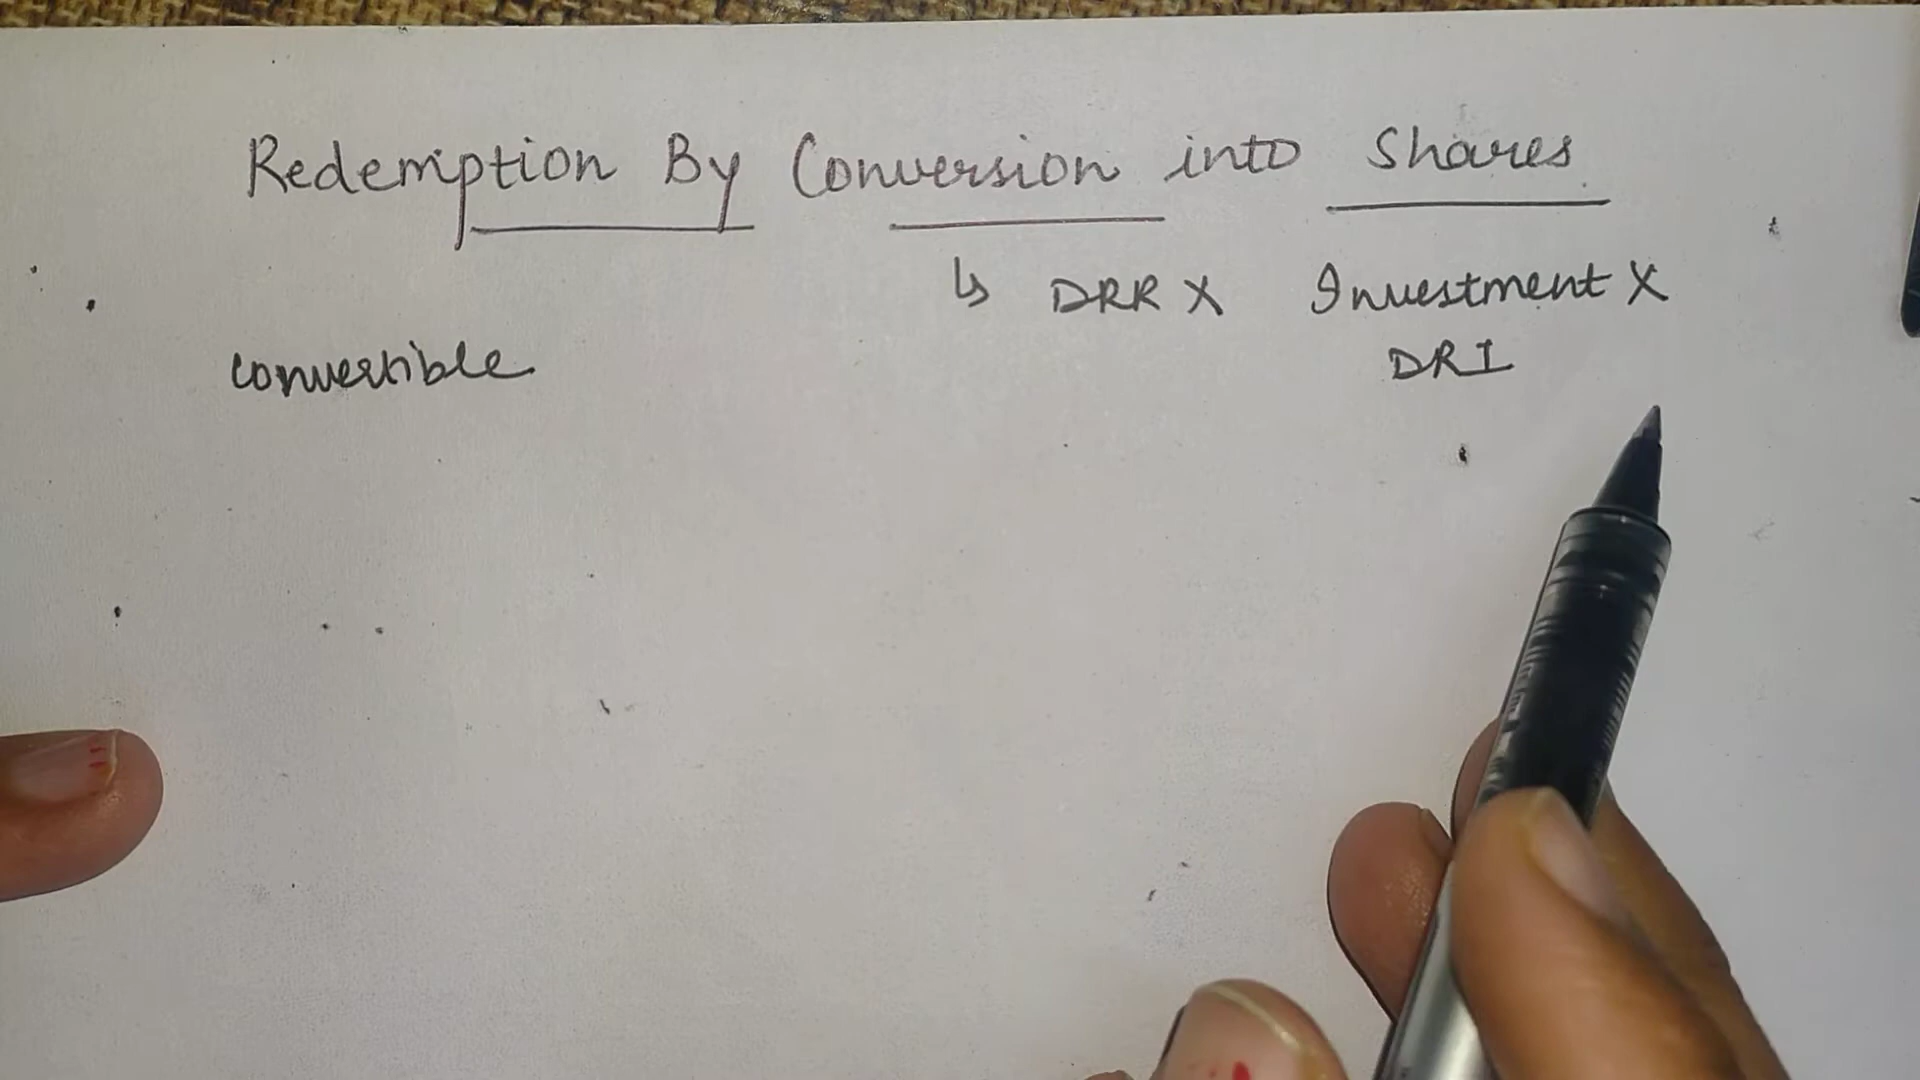 Redemption By Conversion into Shares
↳ DRR X Investment X
convertible DRI